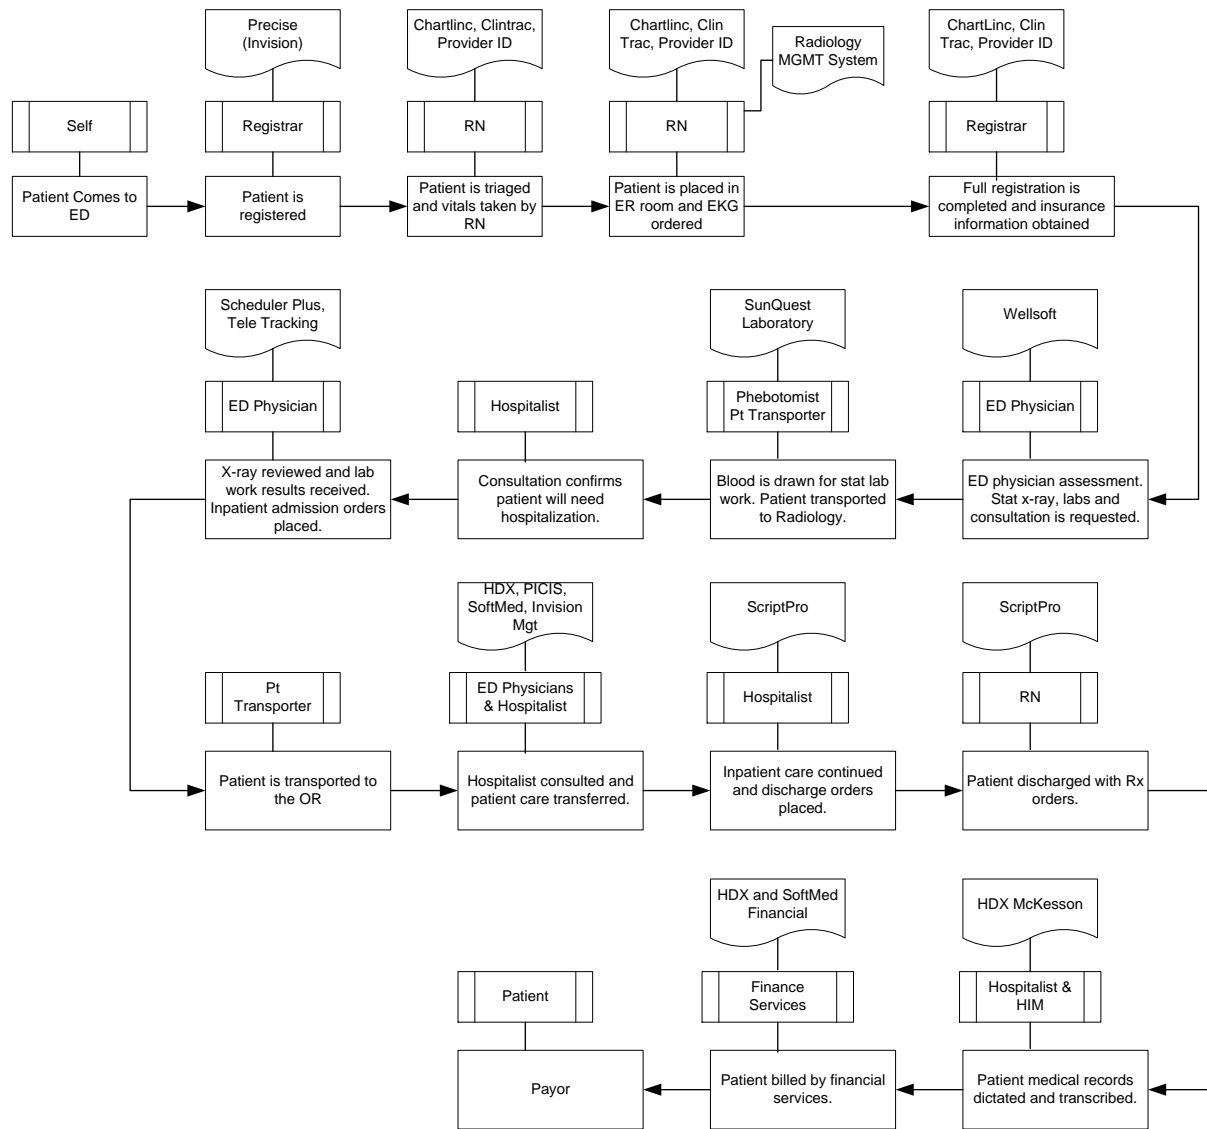 Precise
(Invision)
Chartlinc, Clintrac,
Provider ID
Chartlinc, Clin
Trac, Provider ID
Radiology
MGMT System
ChartLinc, Clin
Trac, Provider ID
Self
Registrar
RN
RN
Registrar
Patient Comes to
ED
Patient is
registered
Patient is triaged
and vitals taken by
RN
Patient is placed in
ER room and EKG
ordered
Full registration is
completed and insurance
information obtained
Scheduler Plus,
Tele Tracking
SunQuest
Laboratory
Wellsoft
ED Physician
Hospitalist
Phebotomist
Pt Transporter
ED Physician
X-ray reviewed and lab
work results received.
Inpatient admission orders
placed.
Consultation confirms
patient will need
hospitalization.
Blood is drawn for stat lab
work. Patient transported
to Radiology.
ED physician assessment.
Stat x-ray, labs and
consultation is requested.
HDX, PICIS,
SoftMed, Invision
Mgt
ScriptPro
ScriptPro
Pt
Transporter
ED Physicians
& Hospitalist
Hospitalist
RN
Patient is transported to
the OR
Hospitalist consulted and
patient care transferred.
Inpatient care continued
and discharge orders
placed.
Patient discharged with Rx
orders.
HDX and SoftMed
Financial
HDX McKesson
Patient
Finance
Services
Hospitalist &
HIM
Payor
Patient billed by financial
services.
Patient medical records
dictated and transcribed.